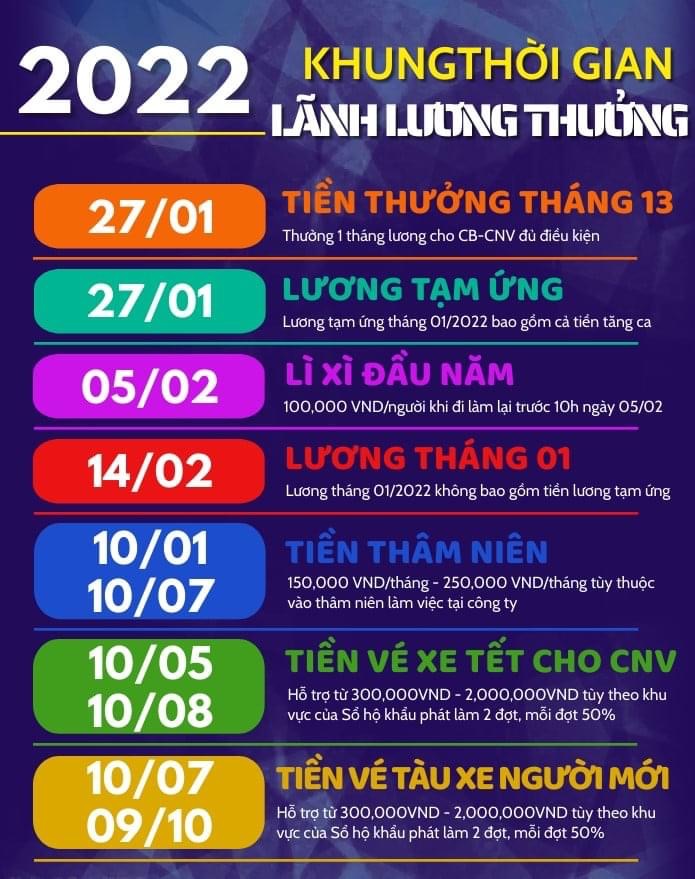 2022
KHUNGTHỜI GIAN
LÃNH LƯƠNG THƯỞNG
27/01
TIỀN THƯỞNG THÁNG 13
Thưởng 1 tháng lương cho CB-CNV đủ điều kiện
27/01
LƯƠNG TẠM ỨNG
Lương tạm ứng tháng 01/2022 bao gồm cả tiền tăng ca
05/02
LÌ XÌ ĐẦU NĂM
100,000 VND/người khi đi làm lại trước 10h ngày 05/02
14/02
LƯƠNG THÁNG 01
Lương tháng 01/2022 không bao gồm tiền lương tạm ứng
10/01
10/07
TIỀN THÂM NIÊN
150,000 VND/tháng - 250,000 VND/tháng tùy thuộc
vào thâm niên làm việc tại công ty
10/05
10/08
TIỀN VÉ XE TẾT CHO CNV
Hỗ trợ từ 300,000VND - 2,000,000VND tùy theo khu
vực của Sổ hộ khẩu phát làm 2 đợt, mỗi đợt 50%
10/07
09/10
TIỀN VÉ TÀU XE NGƯỜI MỚI
Hỗ trợ từ 300,000VND - 2,000,000VND tùy theo khu
vực của Sổ hộ khẩu phát làm 2 đợt, mỗi đợt 50%